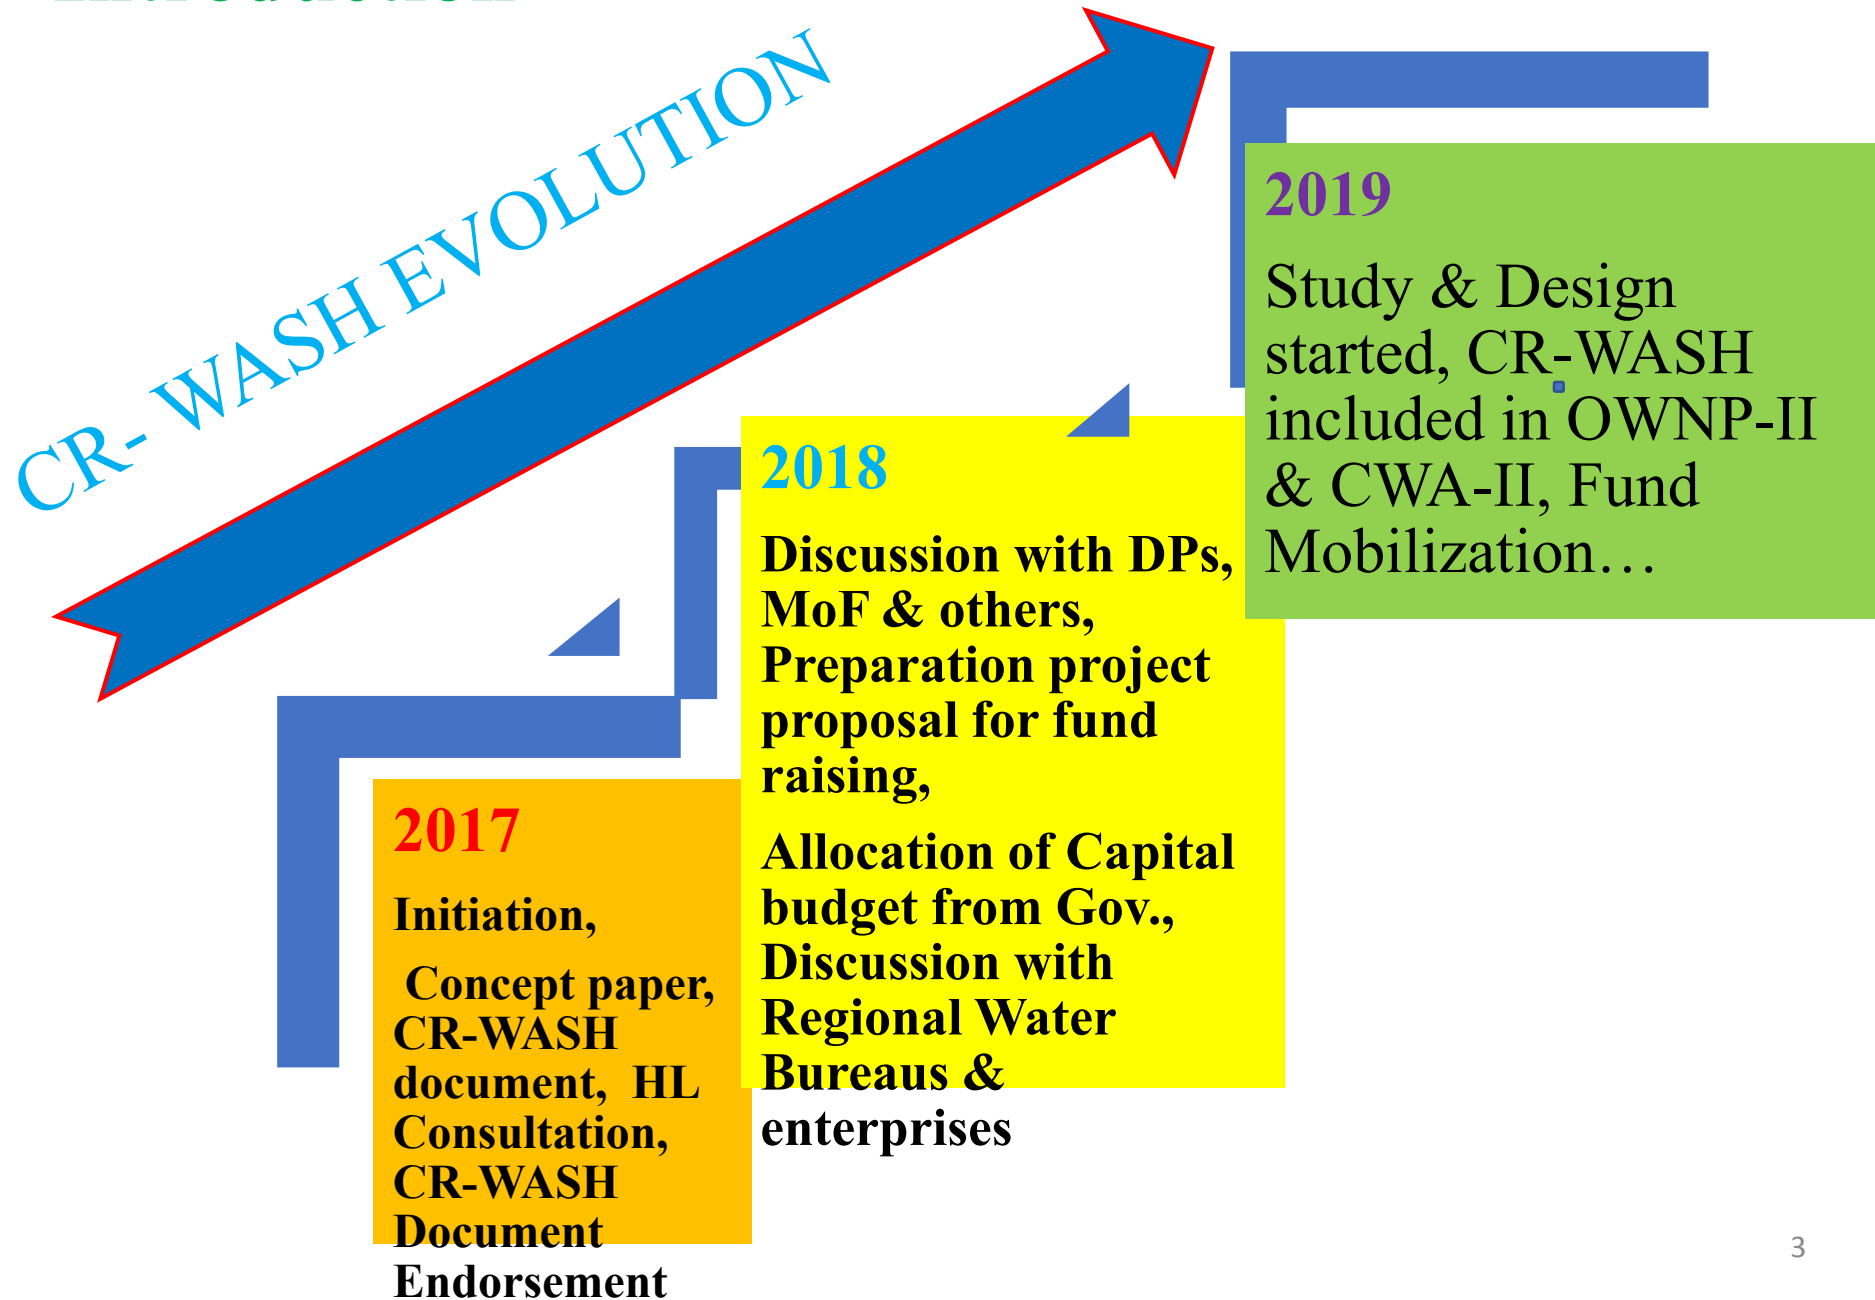 Introduction
CR- WASH EVOLUTION
2017
Initiation,
Concept paper,
CR-WASH
document, HL
Consultation,
CR-WASH
Document
Endorsement
2018
Discussion with DPs,
MoF & others,
Preparation project
proposal for fund
raising,
Allocation of Capital
budget from Gov.,
Discussion with
Regional Water
Bureaus &
enterprises
2019
Study & Design
started, CR-WASH
included in OWNP-II
& CWA-II, Fund
Mobilization…
3